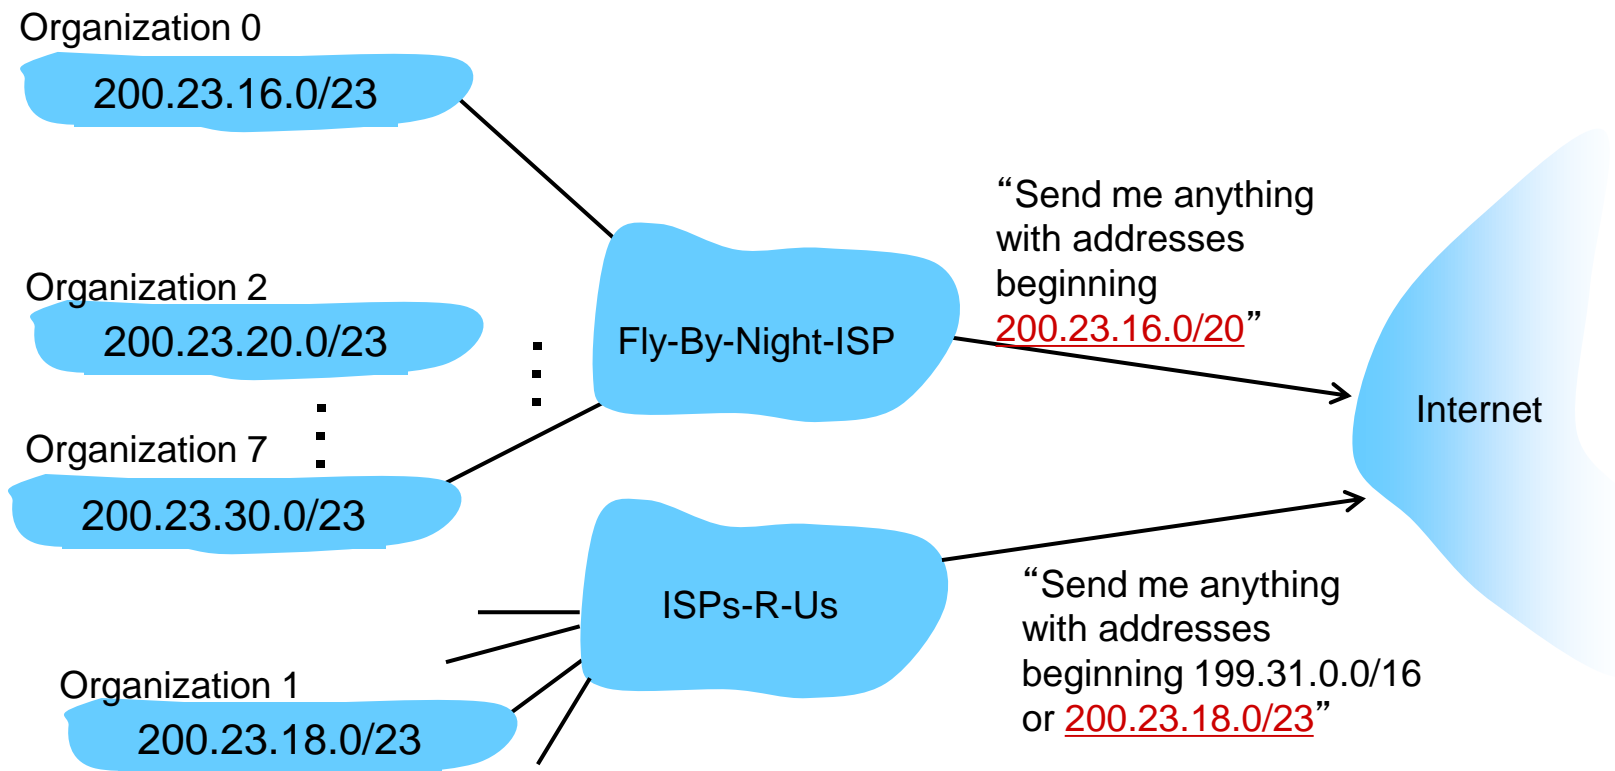 Organization 0
200.23.16.0/23
Organization 2
200.23.20.0/23
Organization 7
200.23.30.0/23
Fly-By-Night-ISP
“Send me anything
with addresses
beginning
200.23.16.0/20”
Internet
ISPs-R-Us
Organization 1
200.23.18.0/23
“Send me anything
with addresses
beginning 199.31.0.0/16
or 200.23.18.0/23”